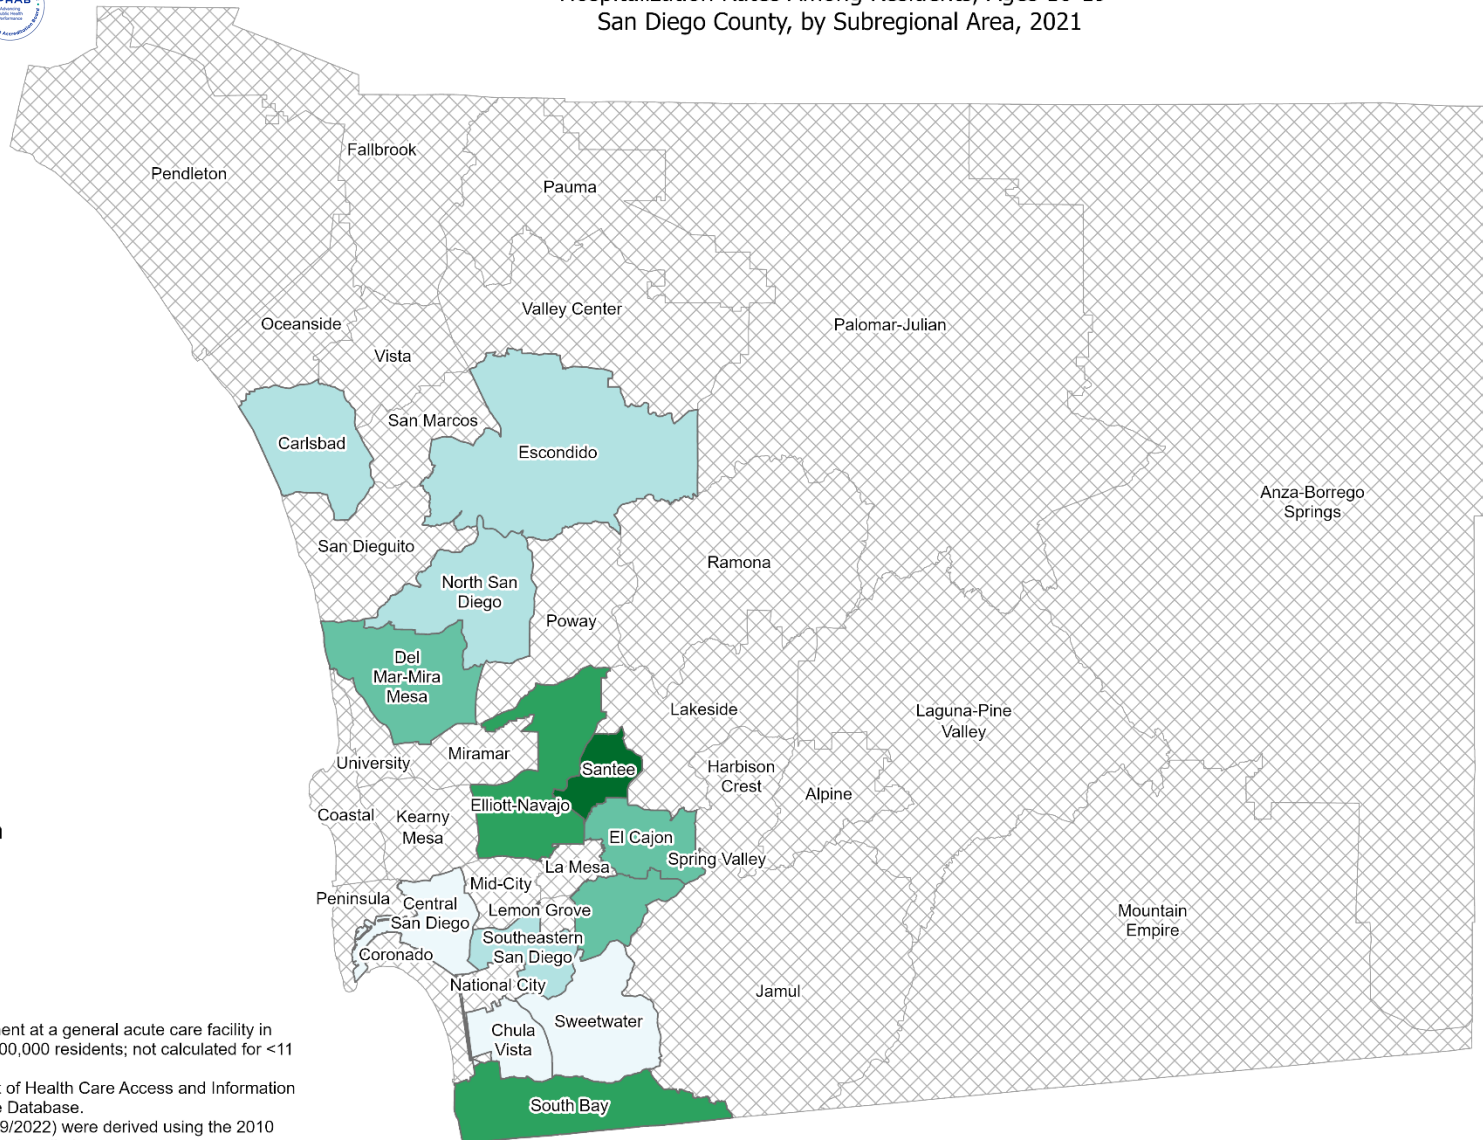 San Diego County, by Subregional Area, 2021
Advancing
Public Health
Performance
Fallbrook
Pendleton
Pauma
Valley Center
Oceanside
Palomar-Julian
Vista
San Marcos
Carlsbad
Escondido
Anza-Borrego
Springs
San Dieguito
Ramona
North San
Diego
Poway
Del
Mar-Mira
Mesa
Lakeside
Laguna-Pine
Valley
Miramar
University
Santee
Harbison
Crest
Alpine
Elliott-Navajo
Coastal
Kearny
Mesa
El Cajon
Spring Valley
La Mesa
Mid-City
Peninsula
Central
San Diego
Lemon Grove
Mountain
Empire
Southeastern
San Diego
Coronado
National City
Jamul
Sweetwater
Chula
Vista
South Bay
ent at a general acute care facility in
00,000 residents; not calculated for <11
of Health Care Access and Information
e Database.
9/2022) were derived using the 2010